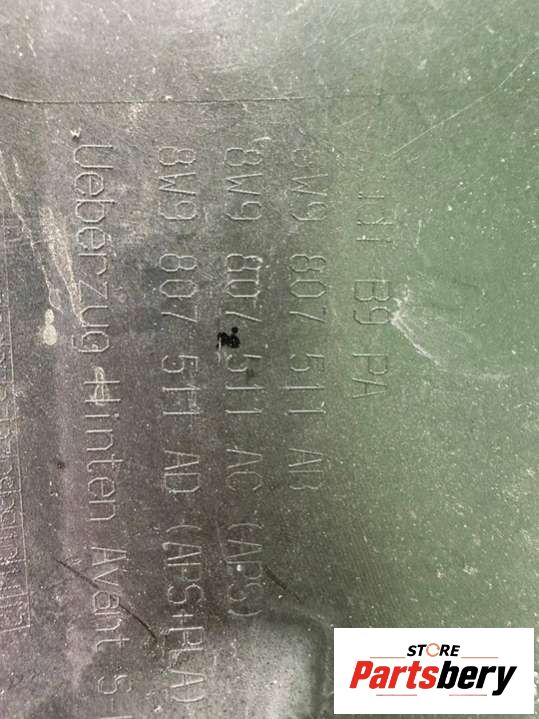 B9 PA
8W9 807 511 AB
8W9 807 511 AC (APS)
8W9 807 511 AD (APS+PLA)
Ueberzug Hinten Avant S-
STORE
Partsbery